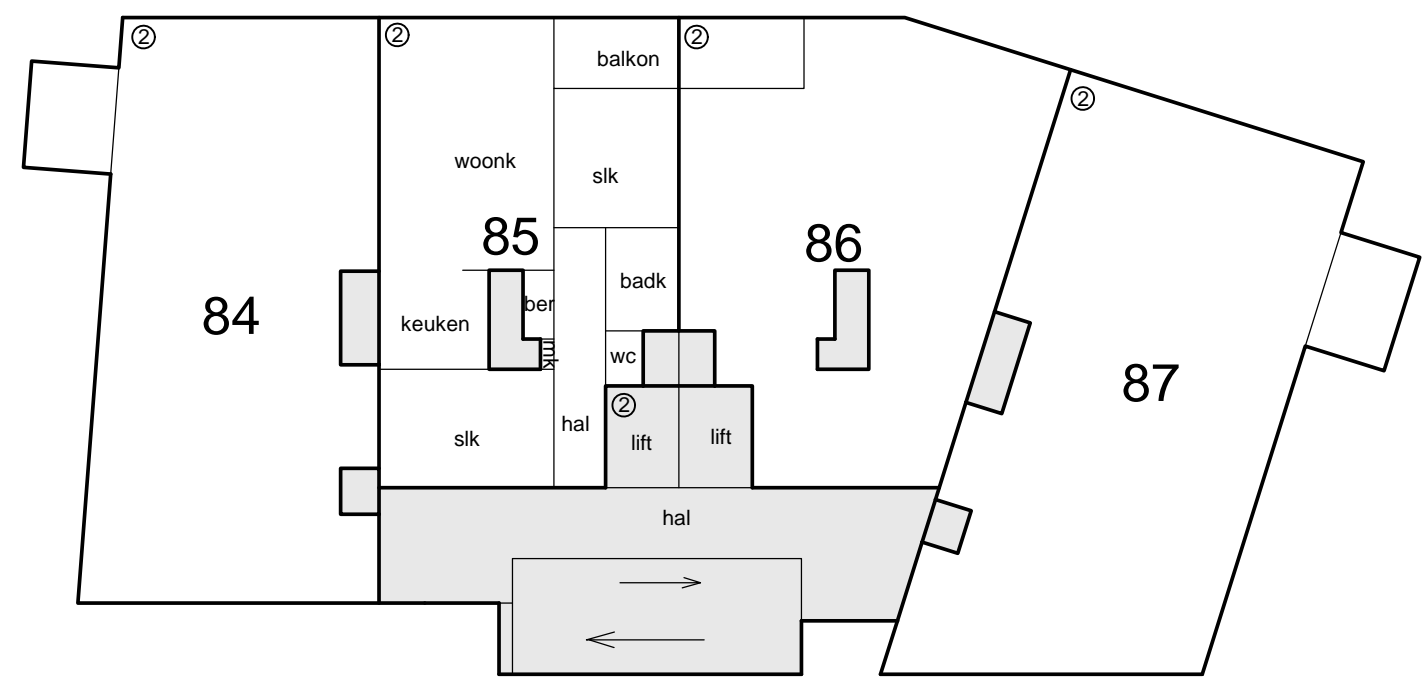 ②
②
②
balkon
②
woonk
slk
85
86
badk
84
ber
keuken
mk
wc
87
②
hal
slk
lift
lift
hal